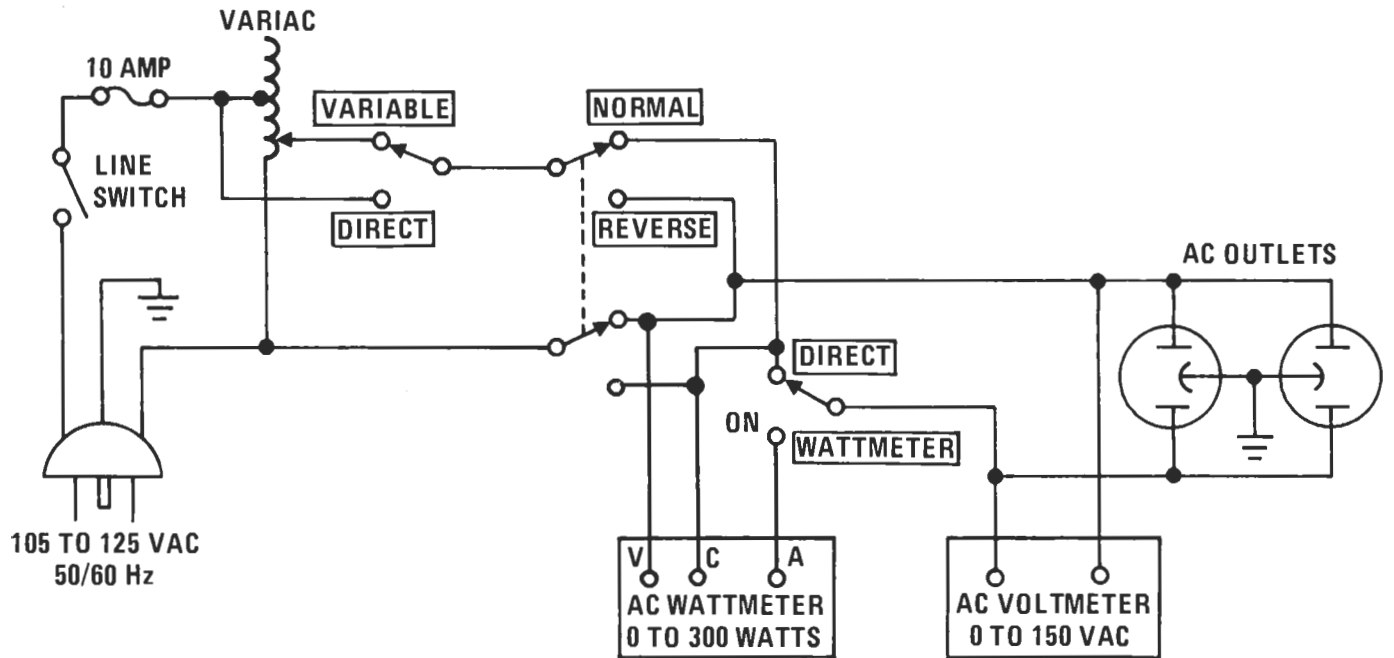 VARIAC
10 AMP
VARIABLE
NORMAL
LINE
SWITCH
DIRECT
REVERSE
AC OUTLETS
DIRECT
ON
WATTMETER
105 TO 125 VAC
50/60 Hz
V C A
AC WATTMETER
0 TO 300 WATTS
AC VOLTMETER
0 TO 150 VAC